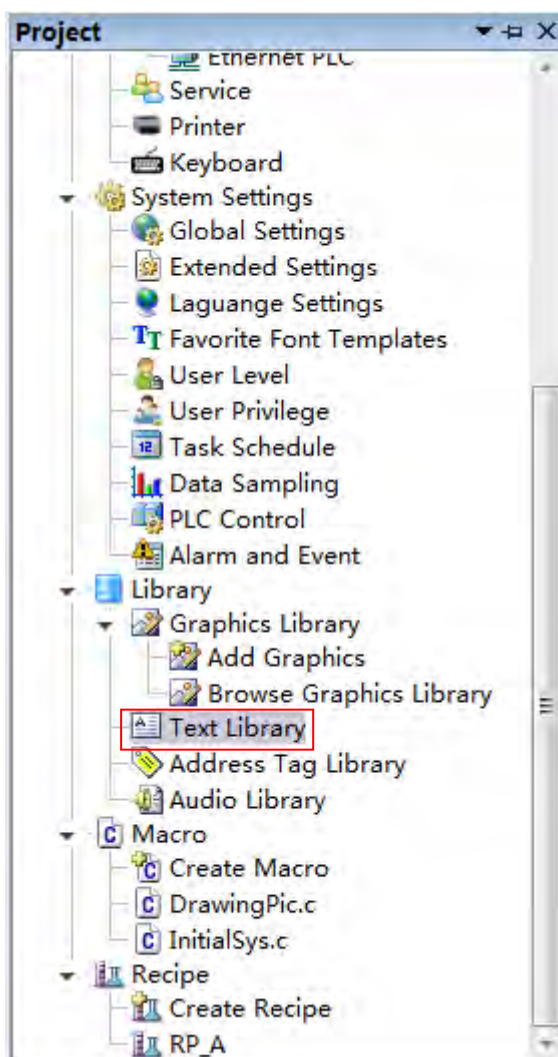 Project
Ethernet PLC
Service
Printer
Keyboard
System Settings
Global Settings
Extended Settings
Laguange Settings
Favorite Font Templates
User Level
User Privilege
Task Schedule
Data Sampling
PLC Control
Alarm and Event
Library
Graphics Library
Add Graphics
Browse Graphics Library
Text Library
Address Tag Library
Audio Library
Macro
Create Macro
DrawingPic.c
InitialSys.c
Recipe
Create Recipe
RP_A